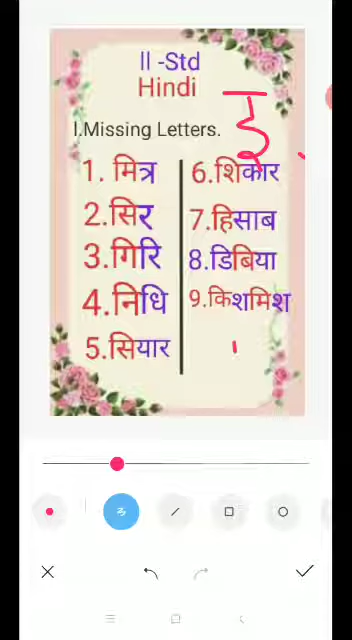 II -Std
Hindi
इ
I.Missing Letters.
1. मित्र
2.सिर
3.गिरि
4.निधि
5.सियार
6.शिकार
7.हिसाब
8.डिबिया
9.किशमिश